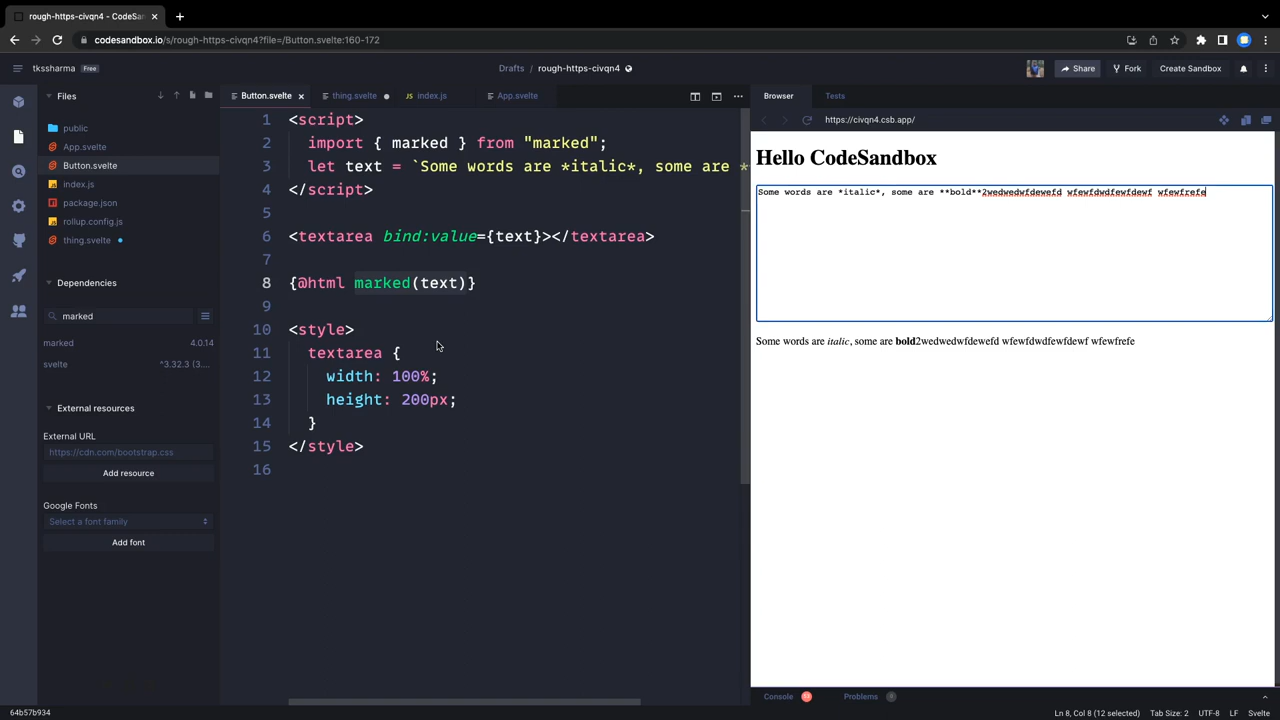 rough-https-civqn4 - CodeSan
codesandbox.io/s/rough-https-civqn4?file=/Button.svelte:160-172
tkssharma Free
Drafts / rough-https-civqn4
Share
Fork
Create Sandbox
Files
public
App.svelte
Button.svelte
index.js
package.json
rollup.config.js
thing.svelte
Dependencies
marked
marked 4.0.14
svelte ^3.32.3 (3....
External resources
External URL
https://cdn.com/bootstrap.css
Add resource
Google Fonts
Select a font family
Add font
64b57b934
Button.svelte
thing.svelte
index.js
App.svelte
1 <script>
2 import { marked } from "marked";
3 let text = `Some words are *italic*, some are *
4 </script>
5
6 <textarea bind:value={text}></textarea>
7
8 {@html marked(text)}
9
10 <style>
11 textarea {
12 width: 100%;
13 height: 200px;
14 }
15 </style>
16
Browser
Tests
https://civqn4.csb.app/
Hello CodeSandbox
Some words are *italic*, some are **bold**2wedwedwfdewefd wfewfdwdfewfdewf wfewfrefe
Some words are italic, some are bold2wedwedwfdewefd wfewfdwdfewfdewf wfewfrefe
Console
Problems
Ln 8, Col 8 (12 selected) Tab Size: 2 UTF-8 LF Svelte